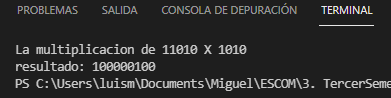 PROBLEMAS SALIDA CONSOLA DE DEPURACIÓN TERMINAL
La multiplicacion de 11010 X 1010
resultado: 100000100
PS C:\Users\luism\Documents\Miguel\ESCOM\3. TercerSeme